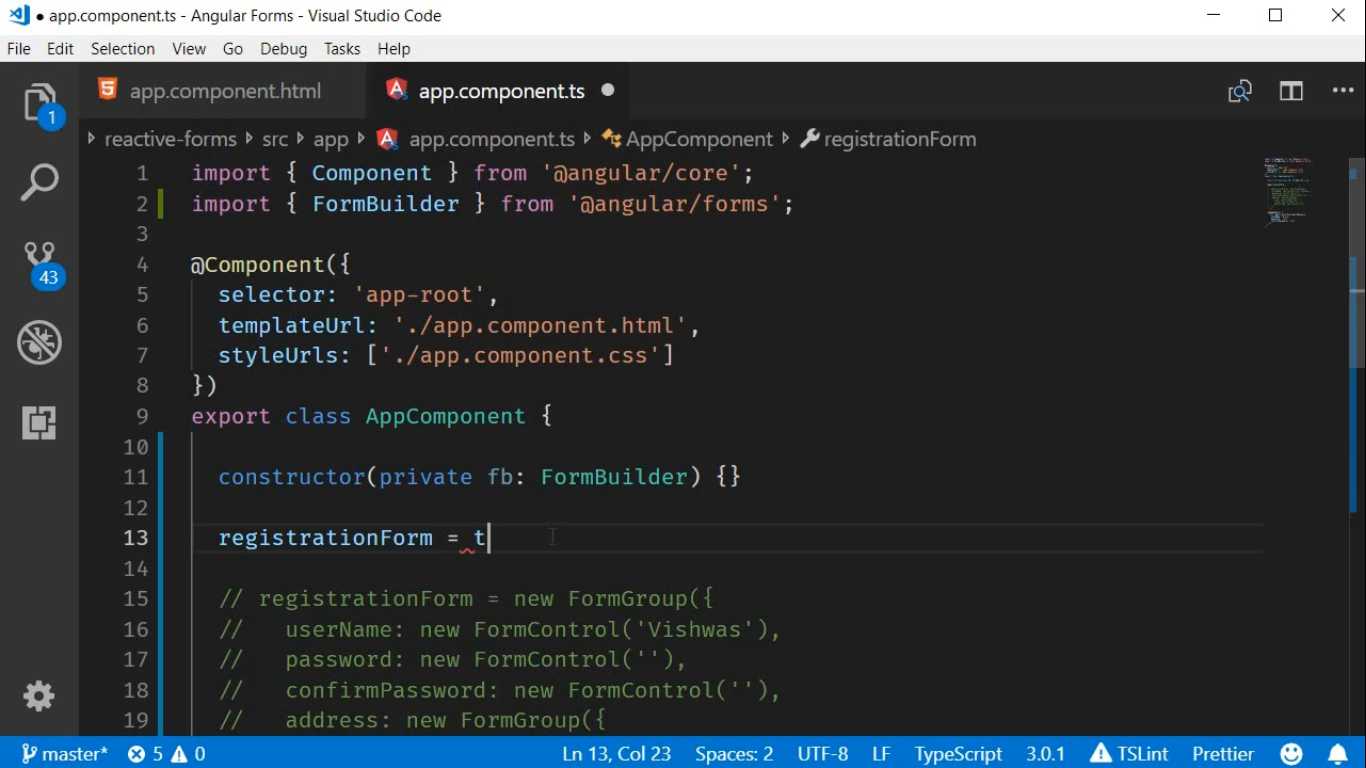 ● app.component.ts - Angular Forms - Visual Studio Code
File Edit Selection View Go Debug Tasks Help
app.component.html app.component.ts
reactive-forms src app app.component.ts AppComponent registrationForm
1 import { Component } from '@angular/core';
2 import { FormBuilder } from '@angular/forms';
3
4 @Component({
5 selector: 'app-root',
6 templateUrl: './app.component.html',
7 styleUrls: ['./app.component.css']
8 })
9 export class AppComponent {
10
11 constructor(private fb: FormBuilder) {}
12
13 registrationForm = t
14
15 // registrationForm = new FormGroup({
16 // userName: new FormControl('Vishwas'),
17 // password: new FormControl(''),
18 // confirmPassword: new FormControl(''),
19 // address: new FormGroup({
1
43
master* 5 0 Ln 13, Col 23 Spaces: 2 UTF-8 LF TypeScript 3.0.1 TSLint Prettier